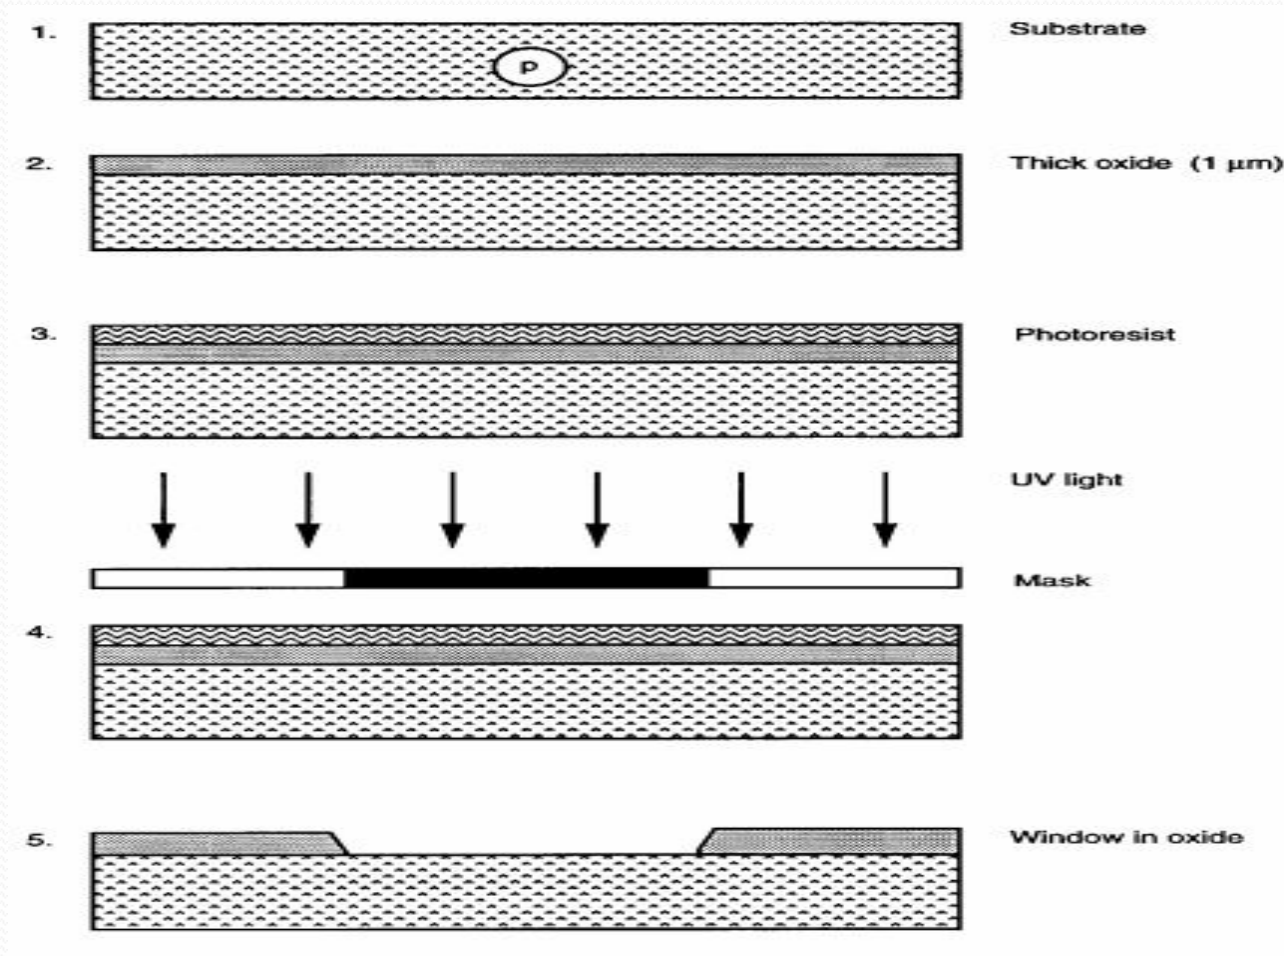 1. Substrate
P
2. Thick oxide (1 μm)
3. Photoresist
UV light
Mask
4.
5. Window in oxide